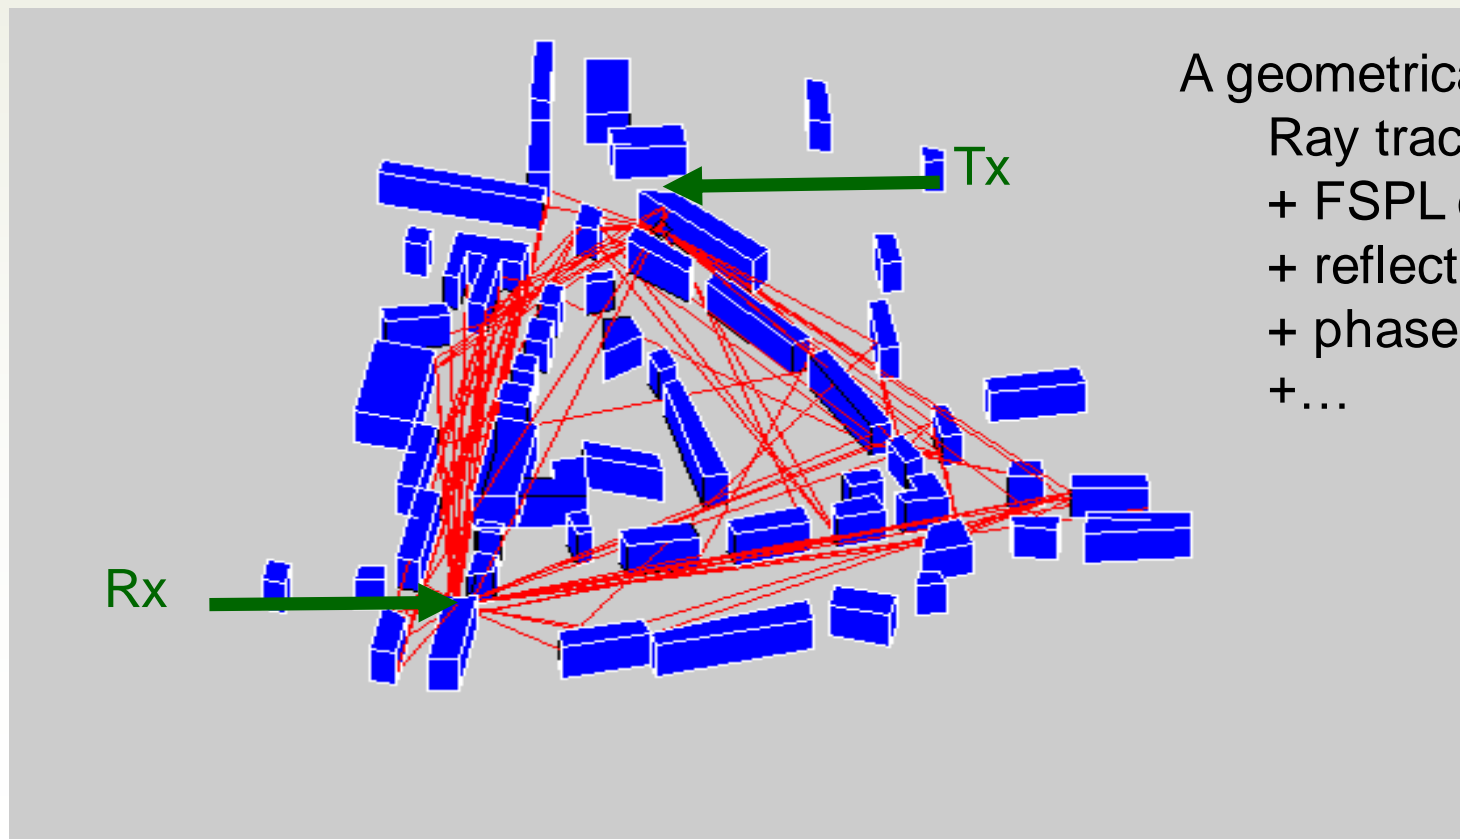 A geometrica
Ray trac
+ FSPL
+ reflect
+ phase
+…
Tx
Rx